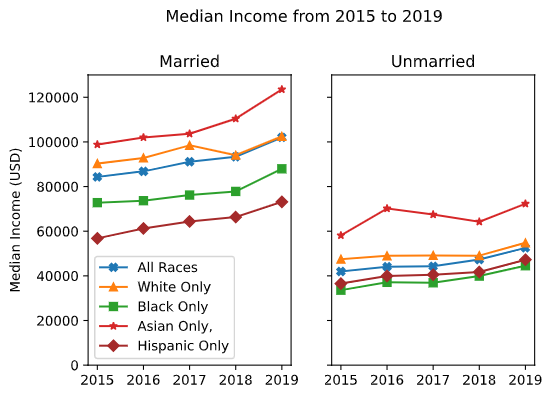 Median Income from 2015 to 2019
Married
Unmarried
Median Income (USD)
120000
100000
80000
60000
40000
20000
0
All Races
White Only
Black Only
Asian Only,
Hispanic Only
2015 2016 2017 2018 2019
2015 2016 2017 2018 2019